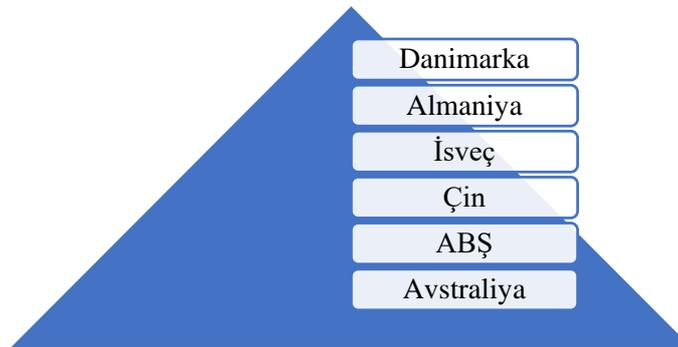 Danimarka
Almaniya
İsveç
Çin
ABŞ
Avstraliya